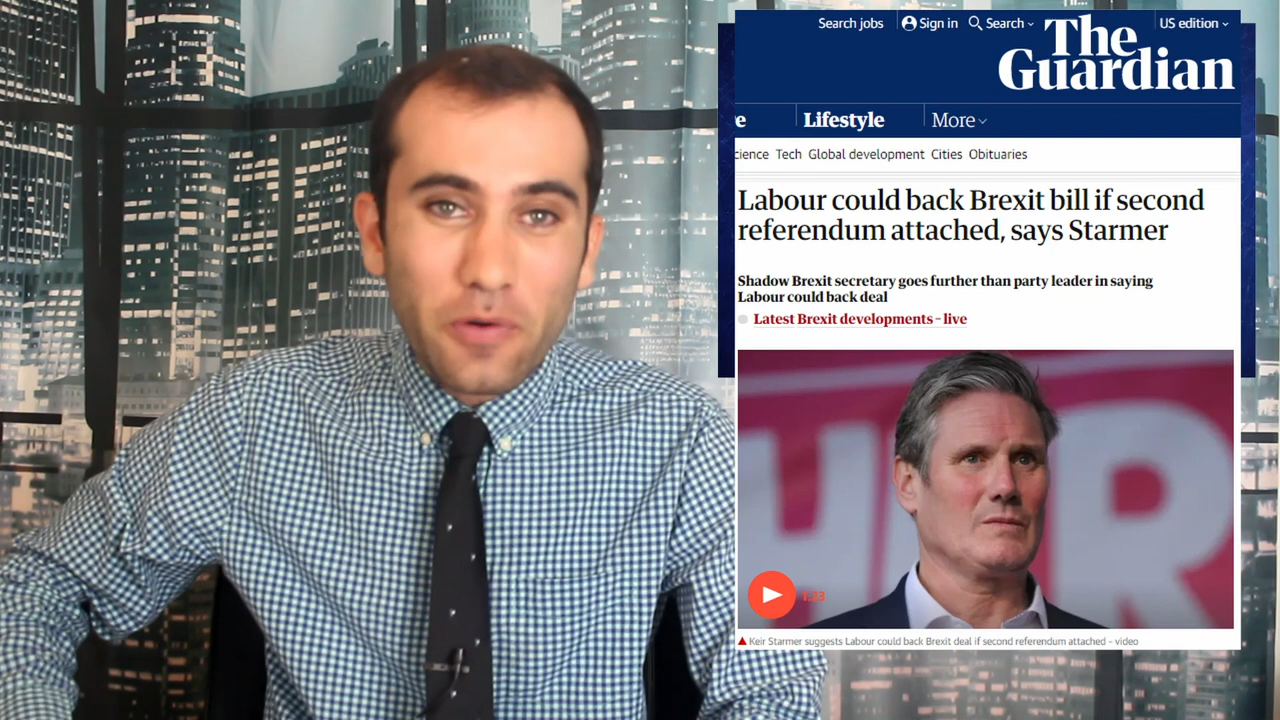 Search jobs Sign in Search US edition
The
Guardian
e Lifestyle More
cience Tech Global development Cities Obituaries
Labour could back Brexit bill if second
referendum attached, says Starmer
Shadow Brexit secretary goes further than party leader in saying
Labour could back deal
Latest Brexit developments – live
H R
1:23
Keir Starmer suggests Labour could back Brexit deal if second referendum attached – video